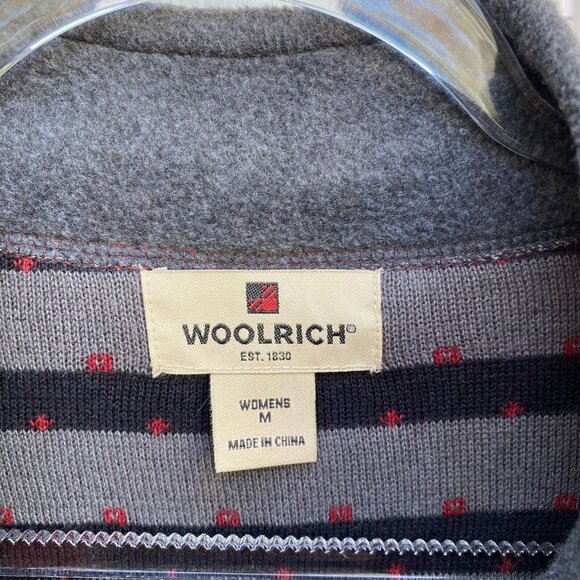 WOOLRICH®
EST. 1830
WOMENS
M
MADE IN CHINA